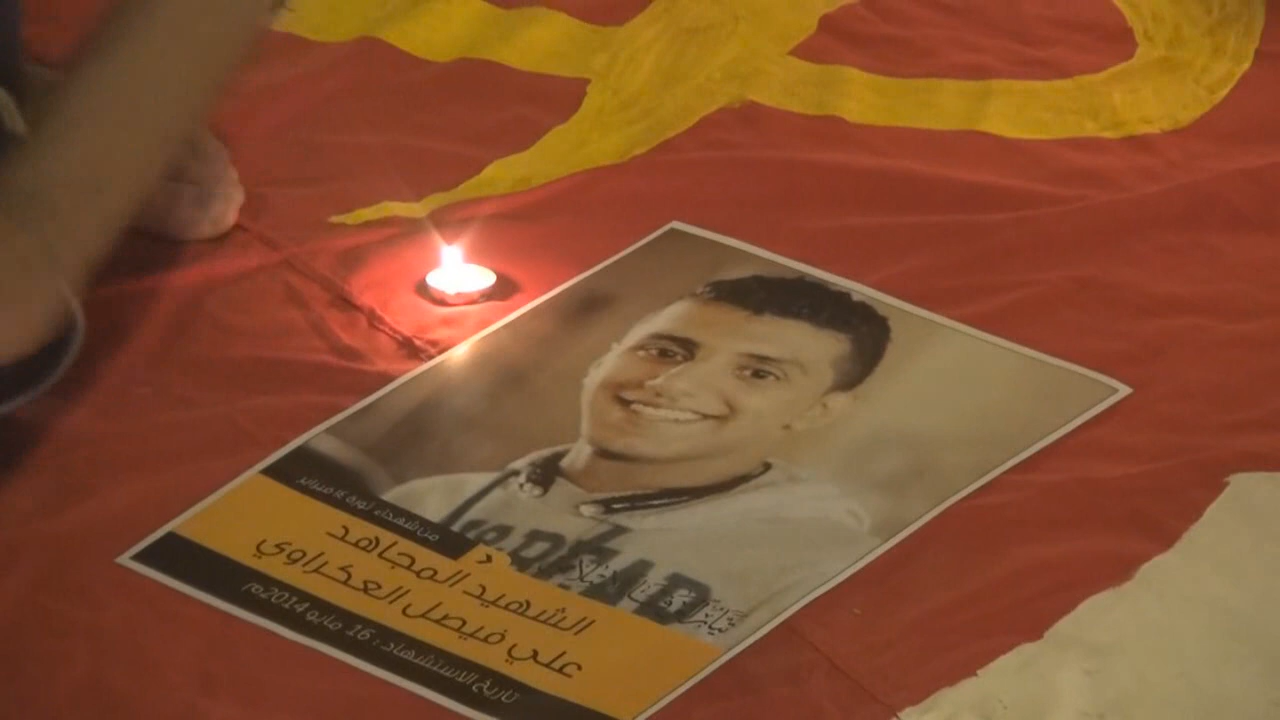 من شهداء ثورة ١٤ فبراير
الشهيد المجاهد
علي فيصل العكراوي
تاريخ الاستشهاد : 16 مايو 2014م